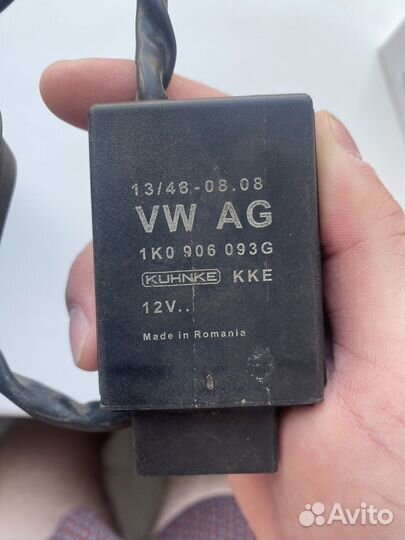 13/48-08.08
VW AG
1K0 906 093G
KUHNKE KKE
12V..
Made in Romania
Avito